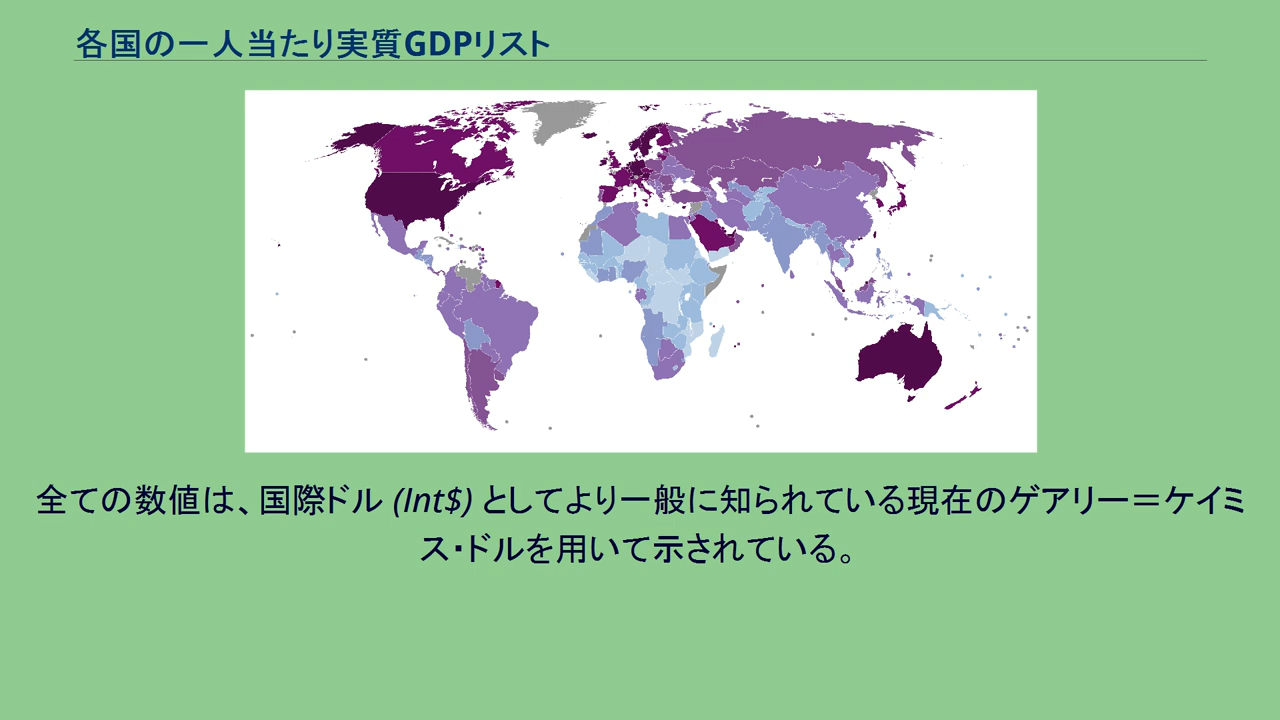 各国の一人当たり実質GDPリスト
全ての数値は、国際ドル (Int$) としてより一般に知られている現在のゲアリー＝ケイミ
ス・ドルを用いて示されている。